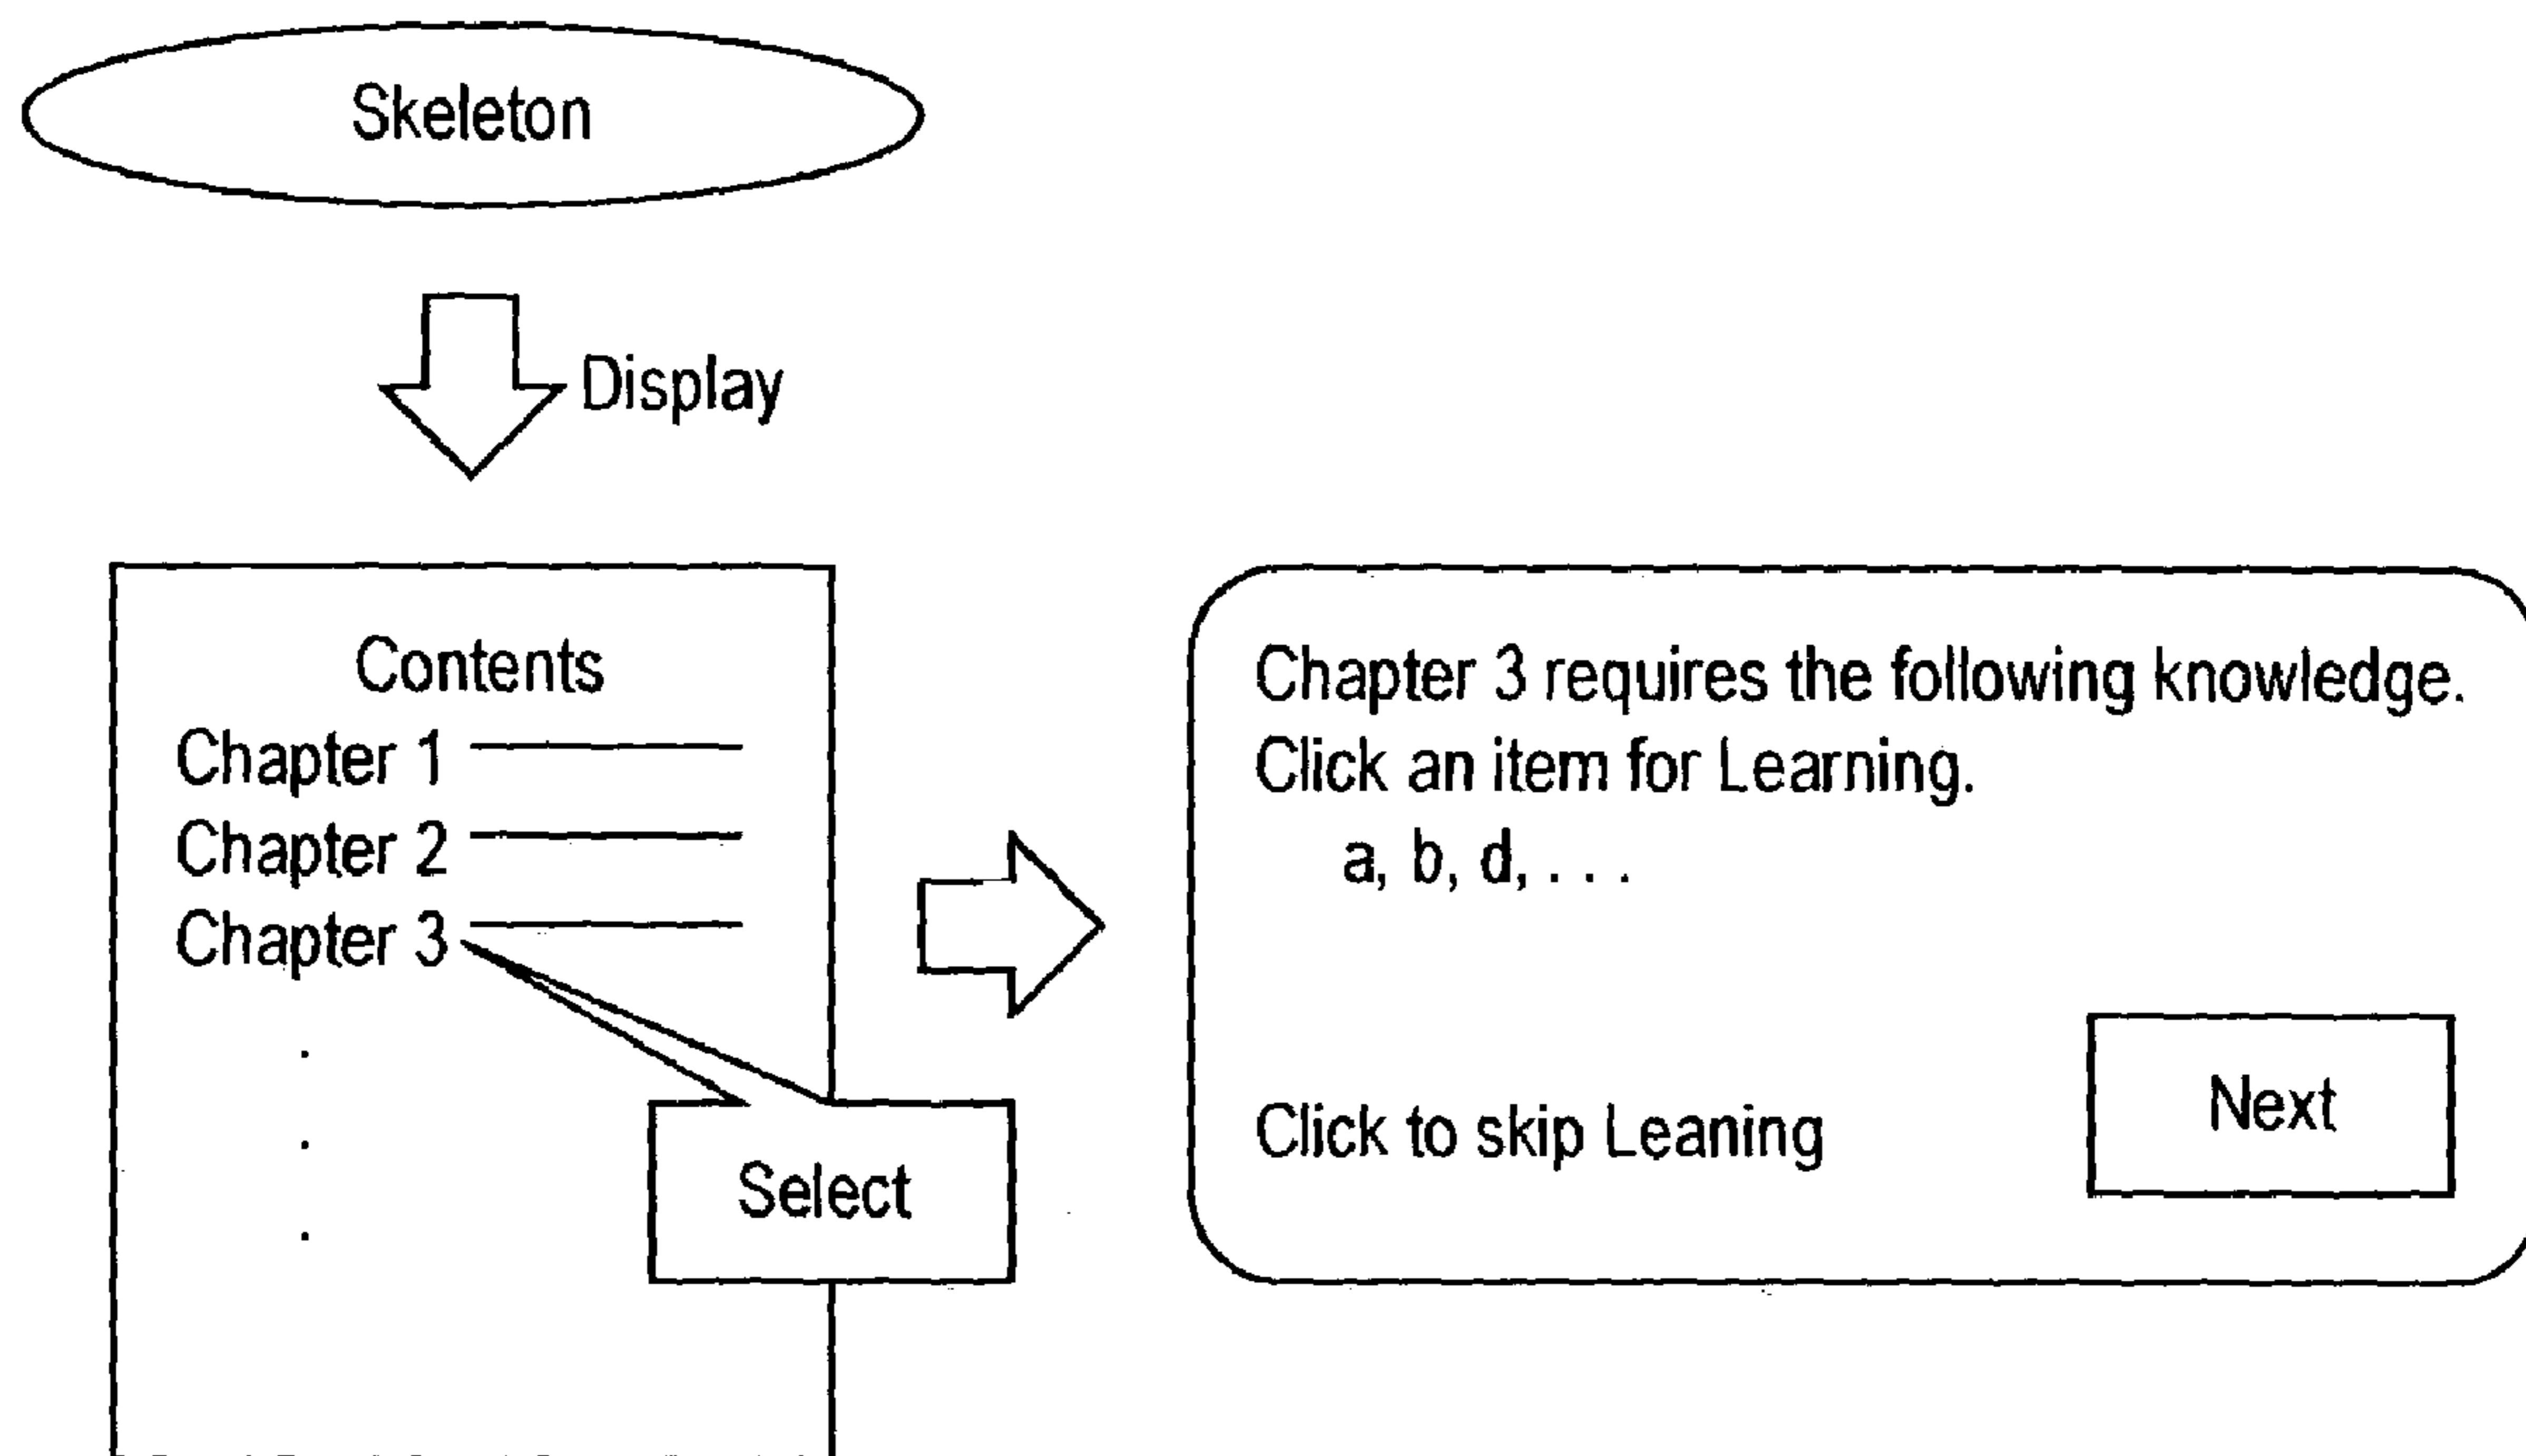 Skeleton
Display
Contents
Chapter 1
Chapter 2
Chapter 3
.
.
.
Select
Chapter 3 requires the following knowledge.
Click an item for Learning.
a, b, d, . . .
Click to skip Leaning
Next